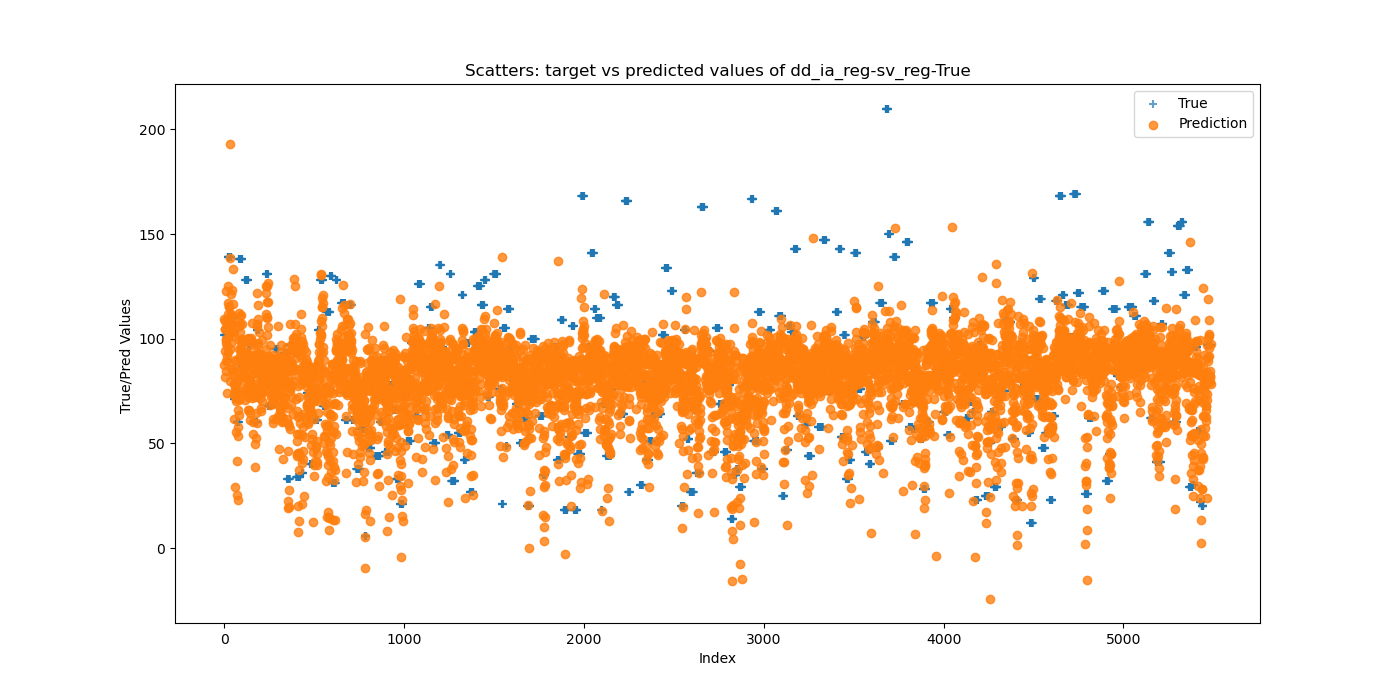 Scatters: target vs predicted values of dd_ia_reg-sv_reg-True
True
Prediction
200
150
100
50
0
True/Pred Values
0 1000 2000 3000 4000 5000
Index